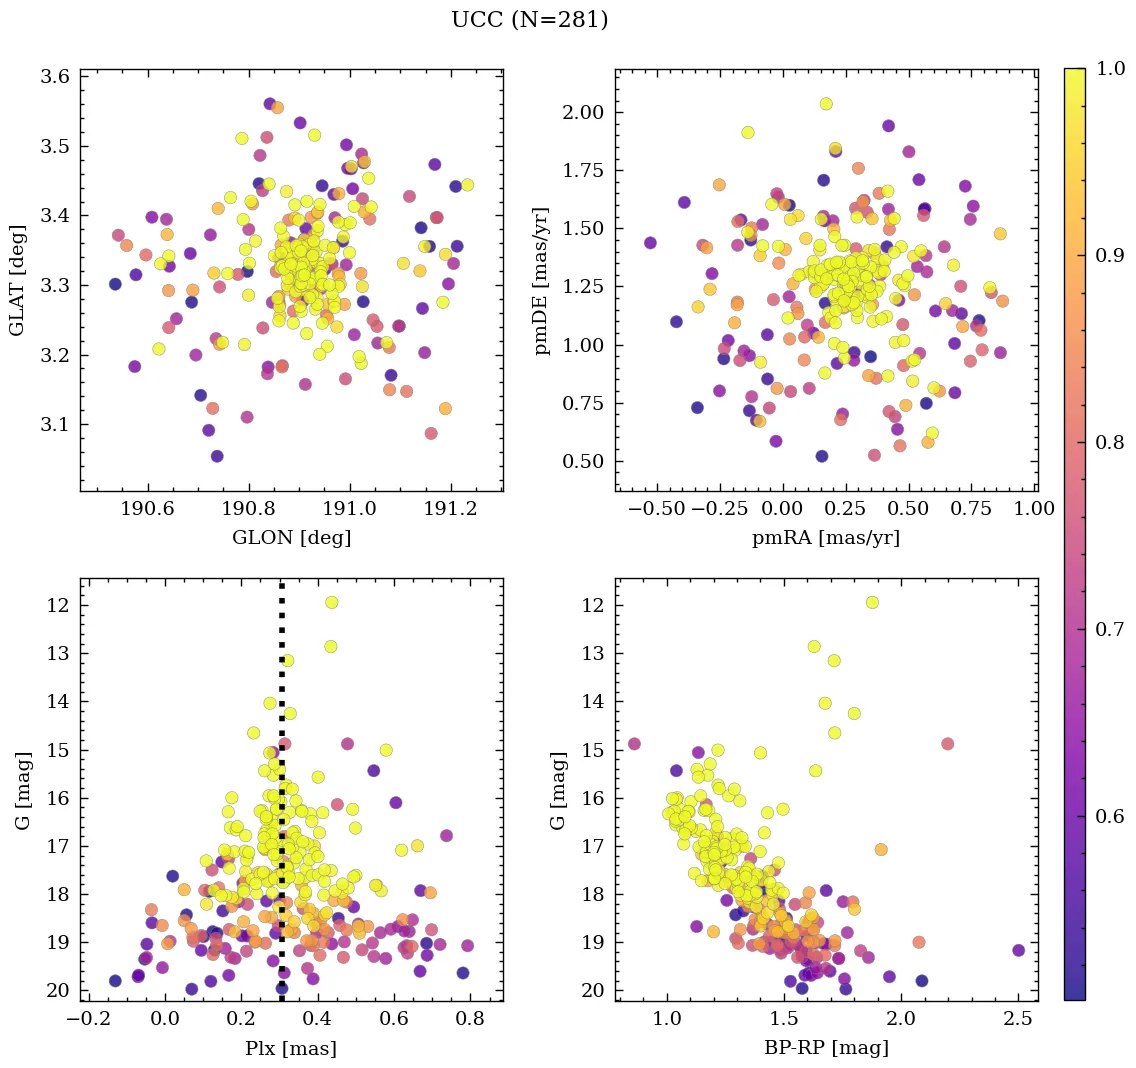 UCC (N=281)
3.6
3.5
3.4
3.3
3.2
3.1
GLAT [deg]
190.6 190.8 191.0 191.2
GLON [deg]
2.00
1.75
1.50
1.25
1.00
0.75
0.50
pmDE [mas/yr]
−0.50 −0.25 0.00 0.25 0.50 0.75 1.00
pmRA [mas/yr]
12
13
14
15
16
17
18
19
20
G [mag]
−0.2 0.0 0.2 0.4 0.6 0.8
Plx [mas]
12
13
14
15
16
17
18
19
20
G [mag]
1.0 1.5 2.0 2.5
BP-RP [mag]
1.0
0.9
0.8
0.7
0.6